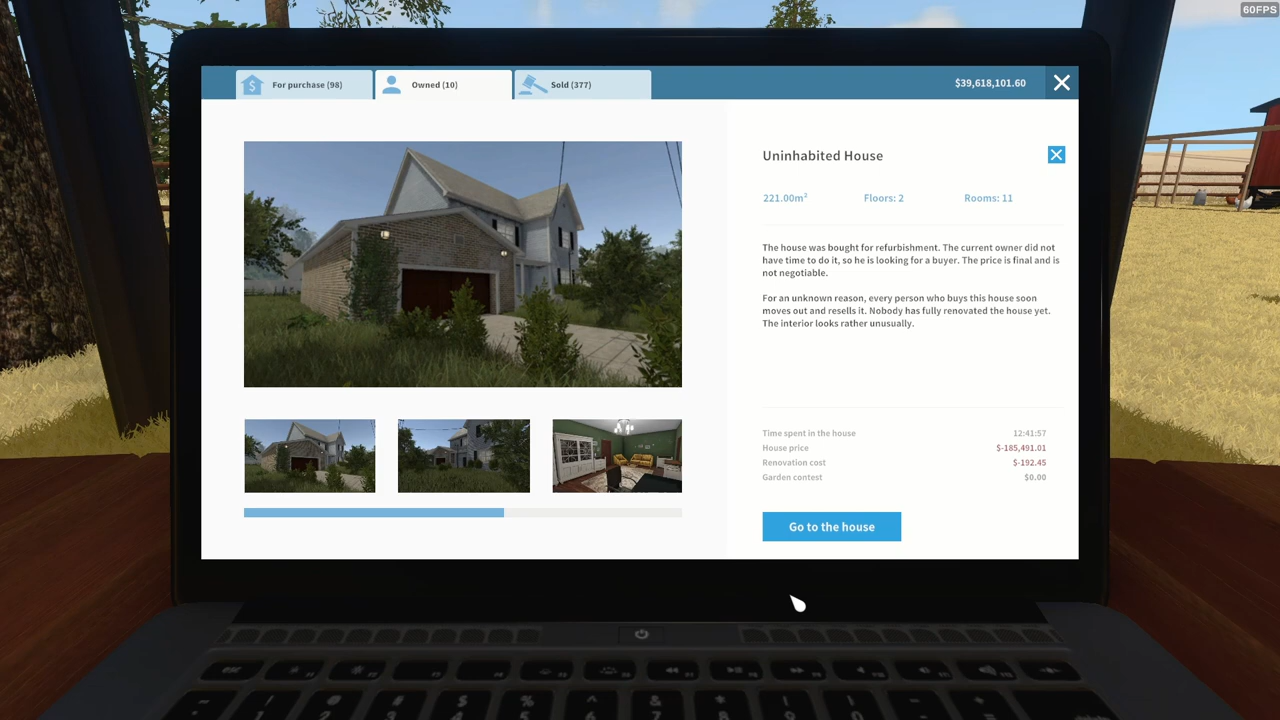 60FPS
For purchase (98)
Owned (10)
Sold (377)
$39,618,101.60
Uninhabited House
221.00m²
Floors: 2
Rooms: 11
The house was bought for refurbishment. The current owner did not
have time to do it, so he is looking for a buyer. The price is final and is
not negotiable.
For an unknown reason, every person who buys this house soon
moves out and resells it. Nobody has fully renovated the house yet.
The interior looks rather unusually.
Time spent in the house 12:41:57
House price $-185,491.01
Renovation cost $-192.45
Garden contest $0.00
Go to the house